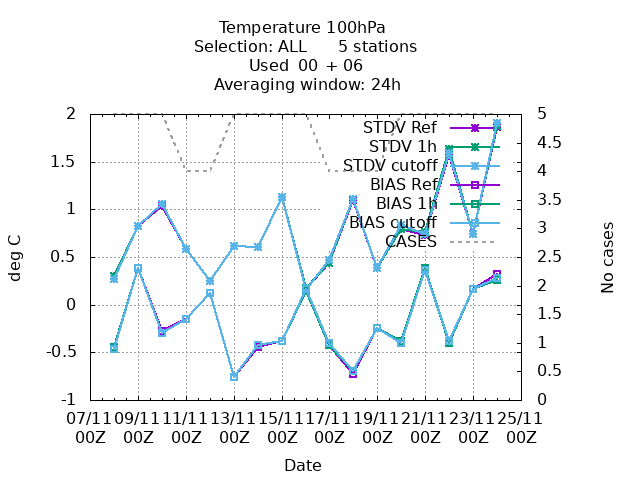 Temperature 100hPa
Selection: ALL 5 stations
Used 00 + 06
Averaging window: 24h
2
1.5
1
0.5
0
-0.5
-1
deg C
5
4.5
4
3.5
3
2.5
2
1.5
1
0.5
0
No cases
STDV Ref
STDV 1h
STDV cutoff
BIAS Ref
BIAS 1h
BIAS cutoff
CASES
07/11 09/11 11/11 13/11 15/11 17/11 19/11 21/11 23/11 25/11
00Z 00Z 00Z 00Z 00Z 00Z 00Z 00Z 00Z 00Z
Date